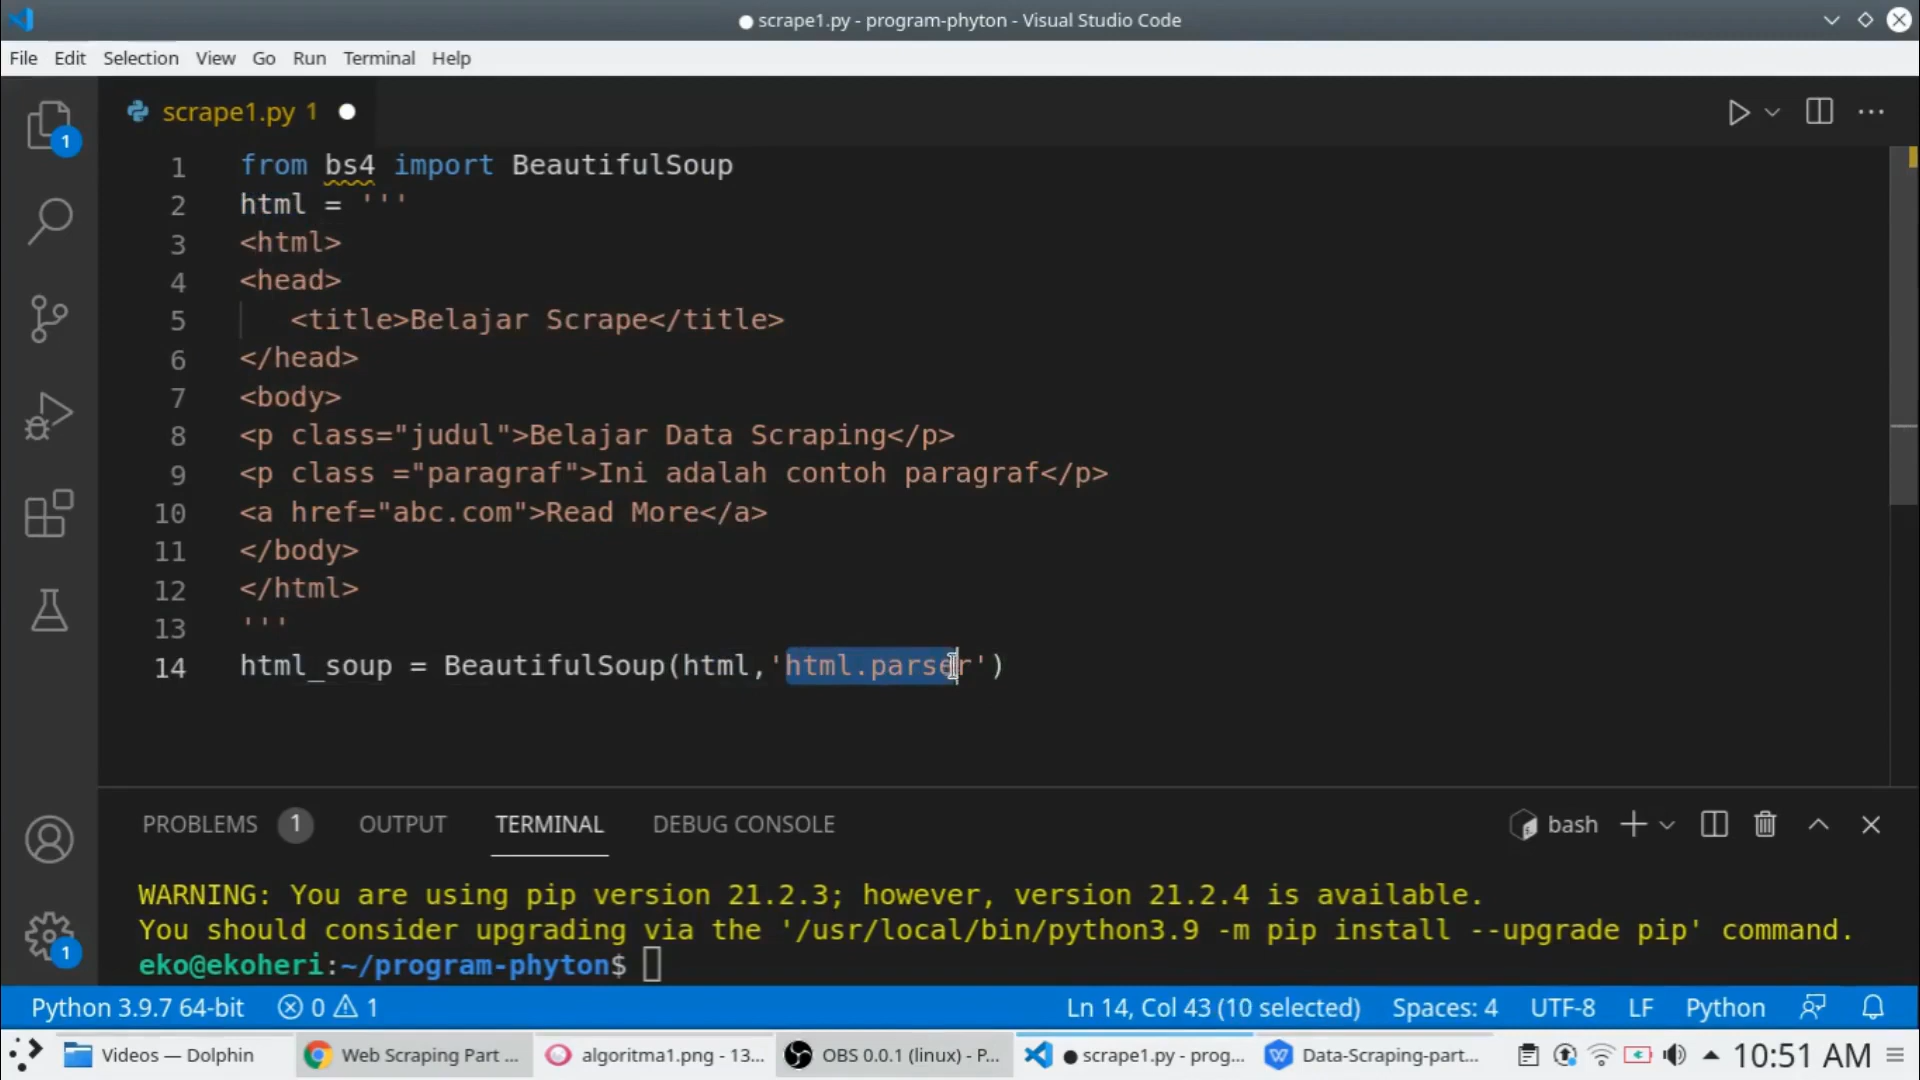 scrape1.py - program-phyton - Visual Studio Code
File Edit Selection View Go Run Terminal Help
scrape1.py 1
1 from bs4 import BeautifulSoup
2 html = '''
3 <html>
4 <head>
5 <title>Belajar Scrape</title>
6 </head>
7 <body>
8 <p class="judul">Belajar Data Scraping</p>
9 <p class ="paragraf">Ini adalah contoh paragraf</p>
10 <a href="abc.com">Read More</a>
11 </body>
12 </html>
13 '''
14 html_soup = BeautifulSoup(html,'html.parser')
1
1
PROBLEMS 1 OUTPUT TERMINAL DEBUG CONSOLE bash
WARNING: You are using pip version 21.2.3; however, version 21.2.4 is available.
You should consider upgrading via the '/usr/local/bin/python3.9 -m pip install --upgrade pip' command.
eko@ekoheri:~/program-phyton$
Python 3.9.7 64-bit 0 1 Ln 14, Col 43 (10 selected) Spaces: 4 UTF-8 LF Python
Videos — Dolphin Web Scraping Part ... algoritma1.png - 13... OBS 0.0.1 (linux) - P... scrape1.py - prog... Data-Scraping-part... 10:51 AM